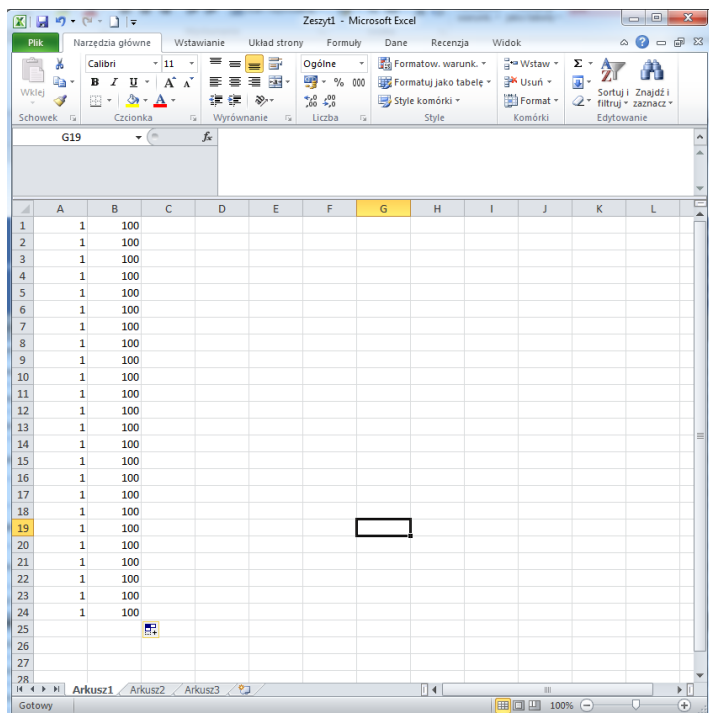 Zeszyt1 - Microsoft Excel
Plik Narzędzia główne Wstawianie Układ strony Formuły Dane Recenzja Widok
Wklej
Calibri 11
B I U A A
A
Ogólne
% 000
Formatow. warunk.
Formatuj jako tabelę
Style komórki
Wstaw
Usuń
Format
Σ
Sortuj i filtruj
Znajdź i zaznacz
Schowek Czcionka Wyrównanie Liczba Style Komórki Edytowanie
G19 fx
A B C D E F G H I J K L
1 1 100
2 1 100
3 1 100
4 1 100
5 1 100
6 1 100
7 1 100
8 1 100
9 1 100
10 1 100
11 1 100
12 1 100
13 1 100
14 1 100
15 1 100
16 1 100
17 1 100
18 1 100
19 1 100
20 1 100
21 1 100
22 1 100
23 1 100
24 1 100
25
26
27
28
Arkusz1 Arkusz2 Arkusz3
Gotowy 100%